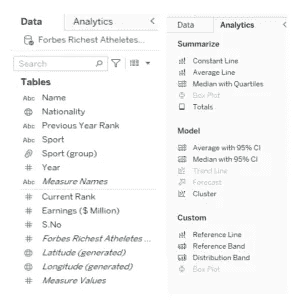 Data Analytics
Forbes Richest Atheletes...
Search
Tables
Abc Name
Nationality
Abc Previous Year Rank
Abc Sport
Sport (group)
# Year
Abc Measure Names
# Current Rank
# Earnings ($ Million)
# S.No
# Forbes Richest Atheletes ...
Latitude (generated)
Longitude (generated)
# Measure Values
Data Analytics
Summarize
Constant Line
Average Line
Median with Quartiles
Box Plot
Totals
Model
Average with 95% CI
Median with 95% CI
Trend Line
Forecast
Cluster
Custom
Reference Line
Reference Band
Distribution Band
Box Plot